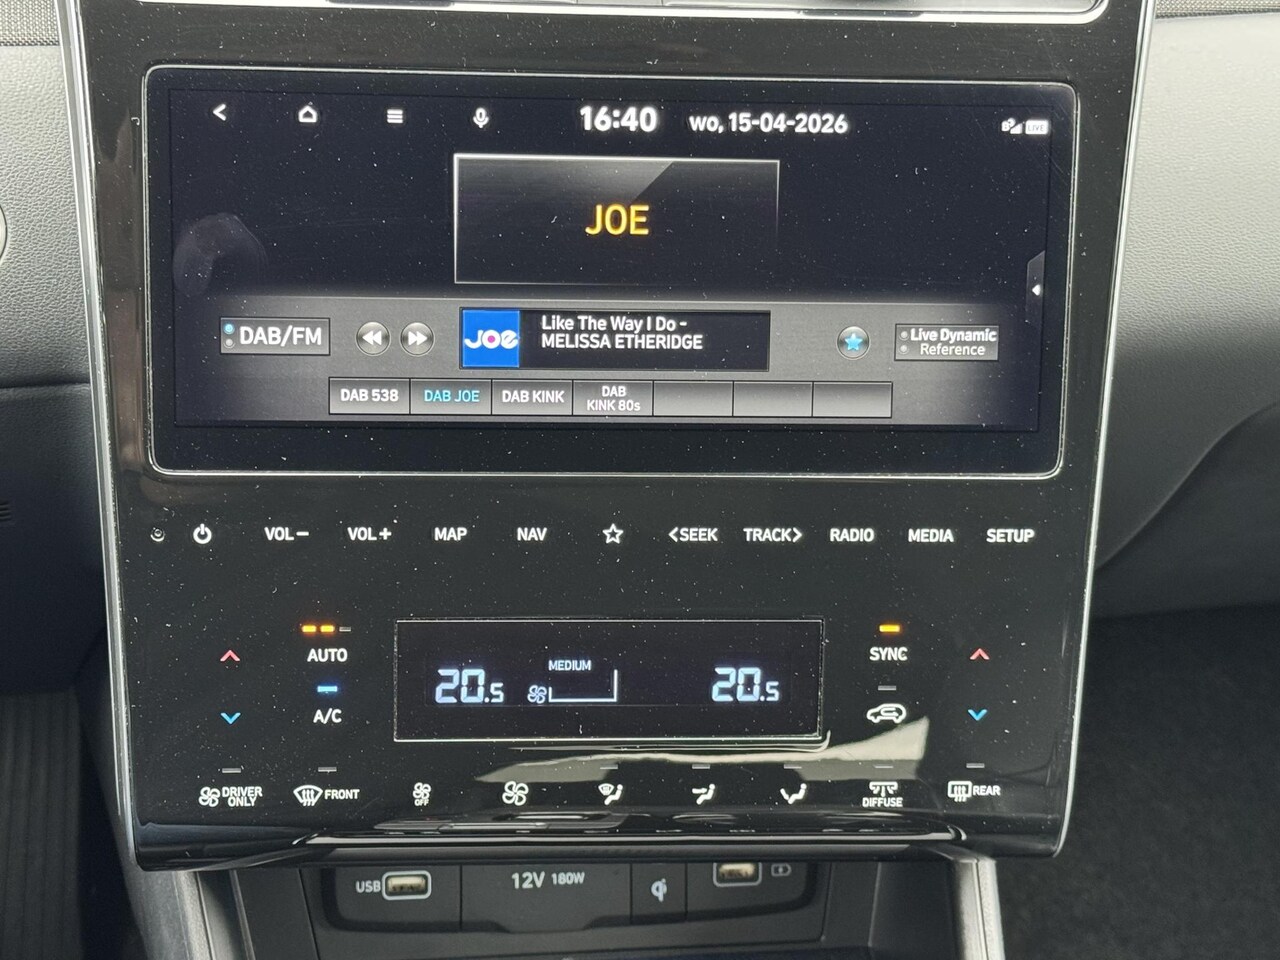 16:40 wo, 15-04-2026
LIVE
JOE
DAB/FM
JOe
Like The Way I Do -
MELISSA ETHERIDGE
Live Dynamic
Reference
DAB 538
DAB JOE
DAB KINK
DAB
KINK 80s
VOL−
VOL+
MAP
NAV
<SEEK
TRACK>
RADIO
MEDIA
SETUP
AUTO
A/C
20.5
MEDIUM
20.5
SYNC
DRIVER
ONLY
FRONT
OFF
DIFFUSE
REAR
USB
12V 180W